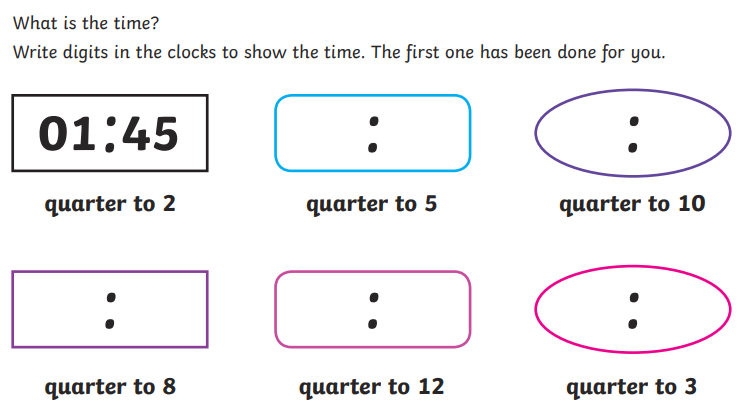 What is the time?
Write digits in the clocks to show the time. The first one has been done for you.
01:45 : :
quarter to 2 quarter to 5 quarter to 10
: : :
quarter to 8 quarter to 12 quarter to 3